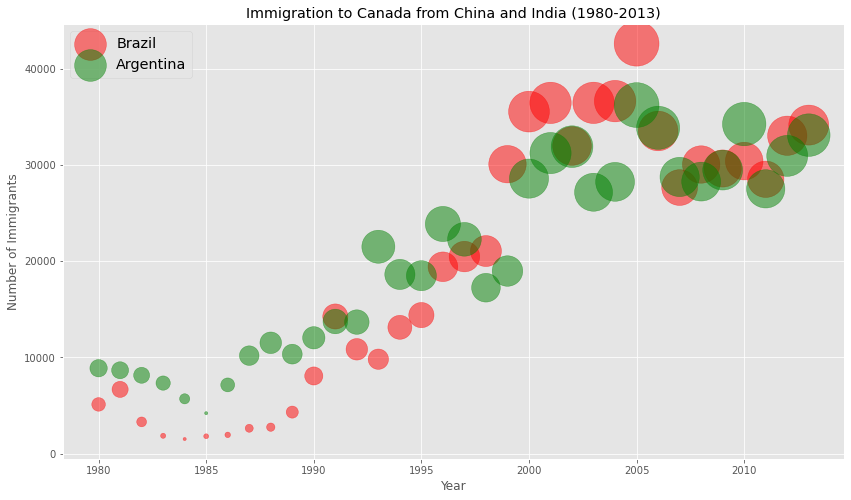 Immigration to Canada from China and India (1980-2013)
Brazil
Argentina
Number of Immigrants
40000
30000
20000
10000
0
1980 1985 1990 1995 2000 2005 2010
Year